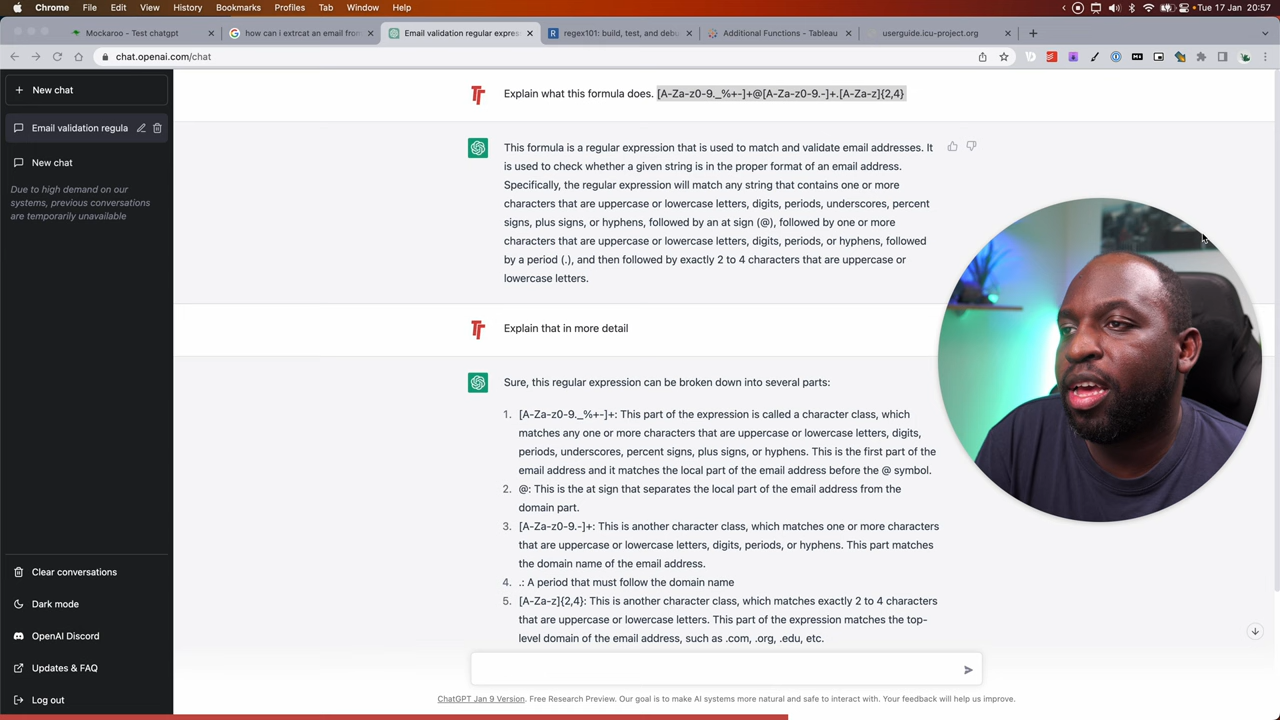 Chrome File Edit View History Bookmarks Profiles Tab Window Help Tue 17 Jan 20:57
Mockaroo - Test chatgpt
how can i extrcat an email from
Email validation regular expres
regex101: build, test, and debu
Additional Functions - Tableau
userguide.icu-project.org
chat.openai.com/chat
New chat
Email validation regula
New chat
Due to high demand on our
systems, previous conversations
are temporarily unavailable
Clear conversations
Dark mode
OpenAI Discord
Updates & FAQ
Log out
Explain what this formula does. [A-Za-z0-9._%+-]+@[A-Za-z0-9.-]+.[A-Za-z]{2,4}
This formula is a regular expression that is used to match and validate email addresses. It
is used to check whether a given string is in the proper format of an email address.
Specifically, the regular expression will match any string that contains one or more
characters that are uppercase or lowercase letters, digits, periods, underscores, percent
signs, plus signs, or hyphens, followed by an at sign (@), followed by one or more
characters that are uppercase or lowercase letters, digits, periods, or hyphens, followed
by a period (.), and then followed by exactly 2 to 4 characters that are uppercase or
lowercase letters.
Explain that in more detail
Sure, this regular expression can be broken down into several parts:
1. [A-Za-z0-9._%+-]+: This part of the expression is called a character class, which
matches any one or more characters that are uppercase or lowercase letters, digits,
periods, underscores, percent signs, plus signs, or hyphens. This is the first part of the
email address and it matches the local part of the email address before the @ symbol.
2. @: This is the at sign that separates the local part of the email address from the
domain part.
3. [A-Za-z0-9.-]+: This is another character class, which matches one or more characters
that are uppercase or lowercase letters, digits, periods, or hyphens. This part matches
the domain name of the email address.
4. .: A period that must follow the domain name
5. [A-Za-z]{2,4}: This is another character class, which matches exactly 2 to 4 characters
that are uppercase or lowercase letters. This part of the expression matches the top-
level domain of the email address, such as .com, .org, .edu, etc.
ChatGPT Jan 9 Version. Free Research Preview. Our goal is to make AI systems more natural and safe to interact with. Your feedback will help us improve.